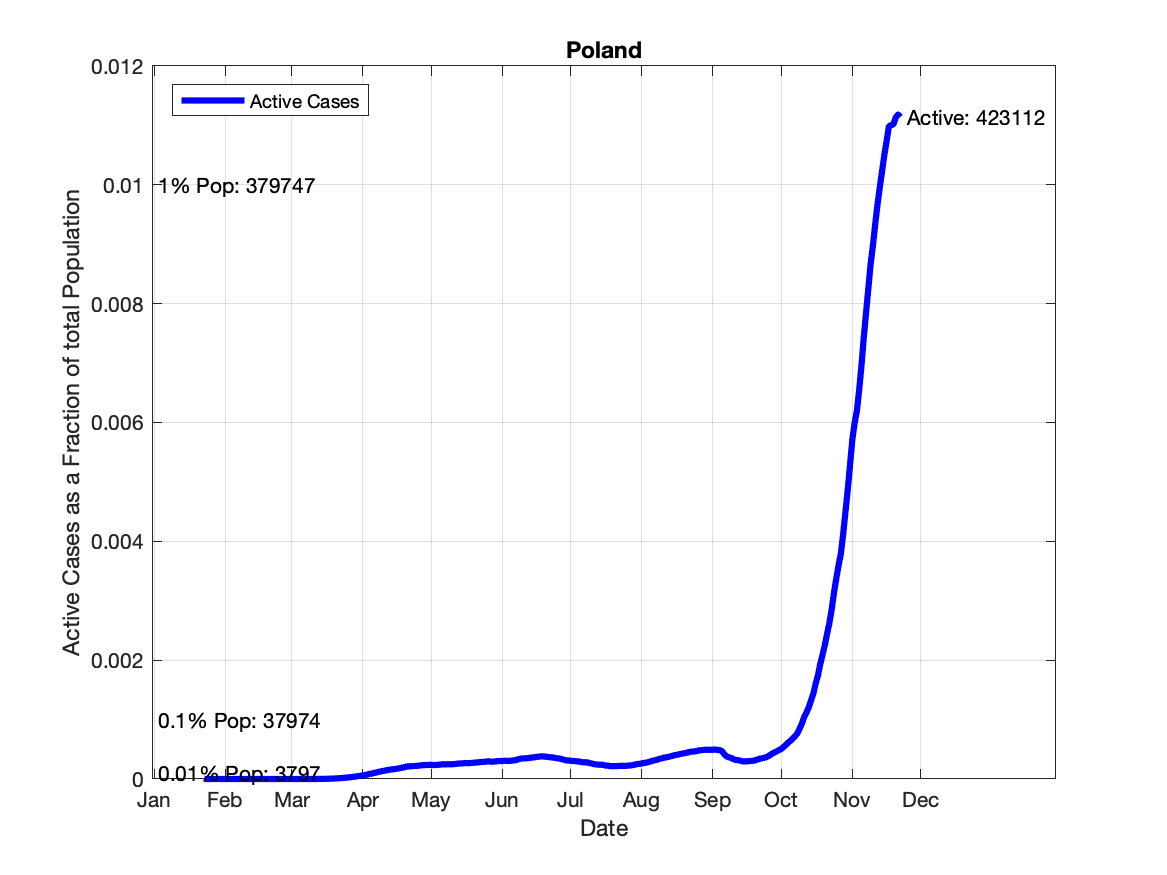 Poland
0.012
Active Cases
Active: 423112
0.01
1% Pop: 379747
0.008
0.006
0.004
0.002
0.1% Pop: 37974
0.01% Pop: 3797
0
Active Cases as a Fraction of total Population
Jan Feb Mar Apr May Jun Jul Aug Sep Oct Nov Dec
Date